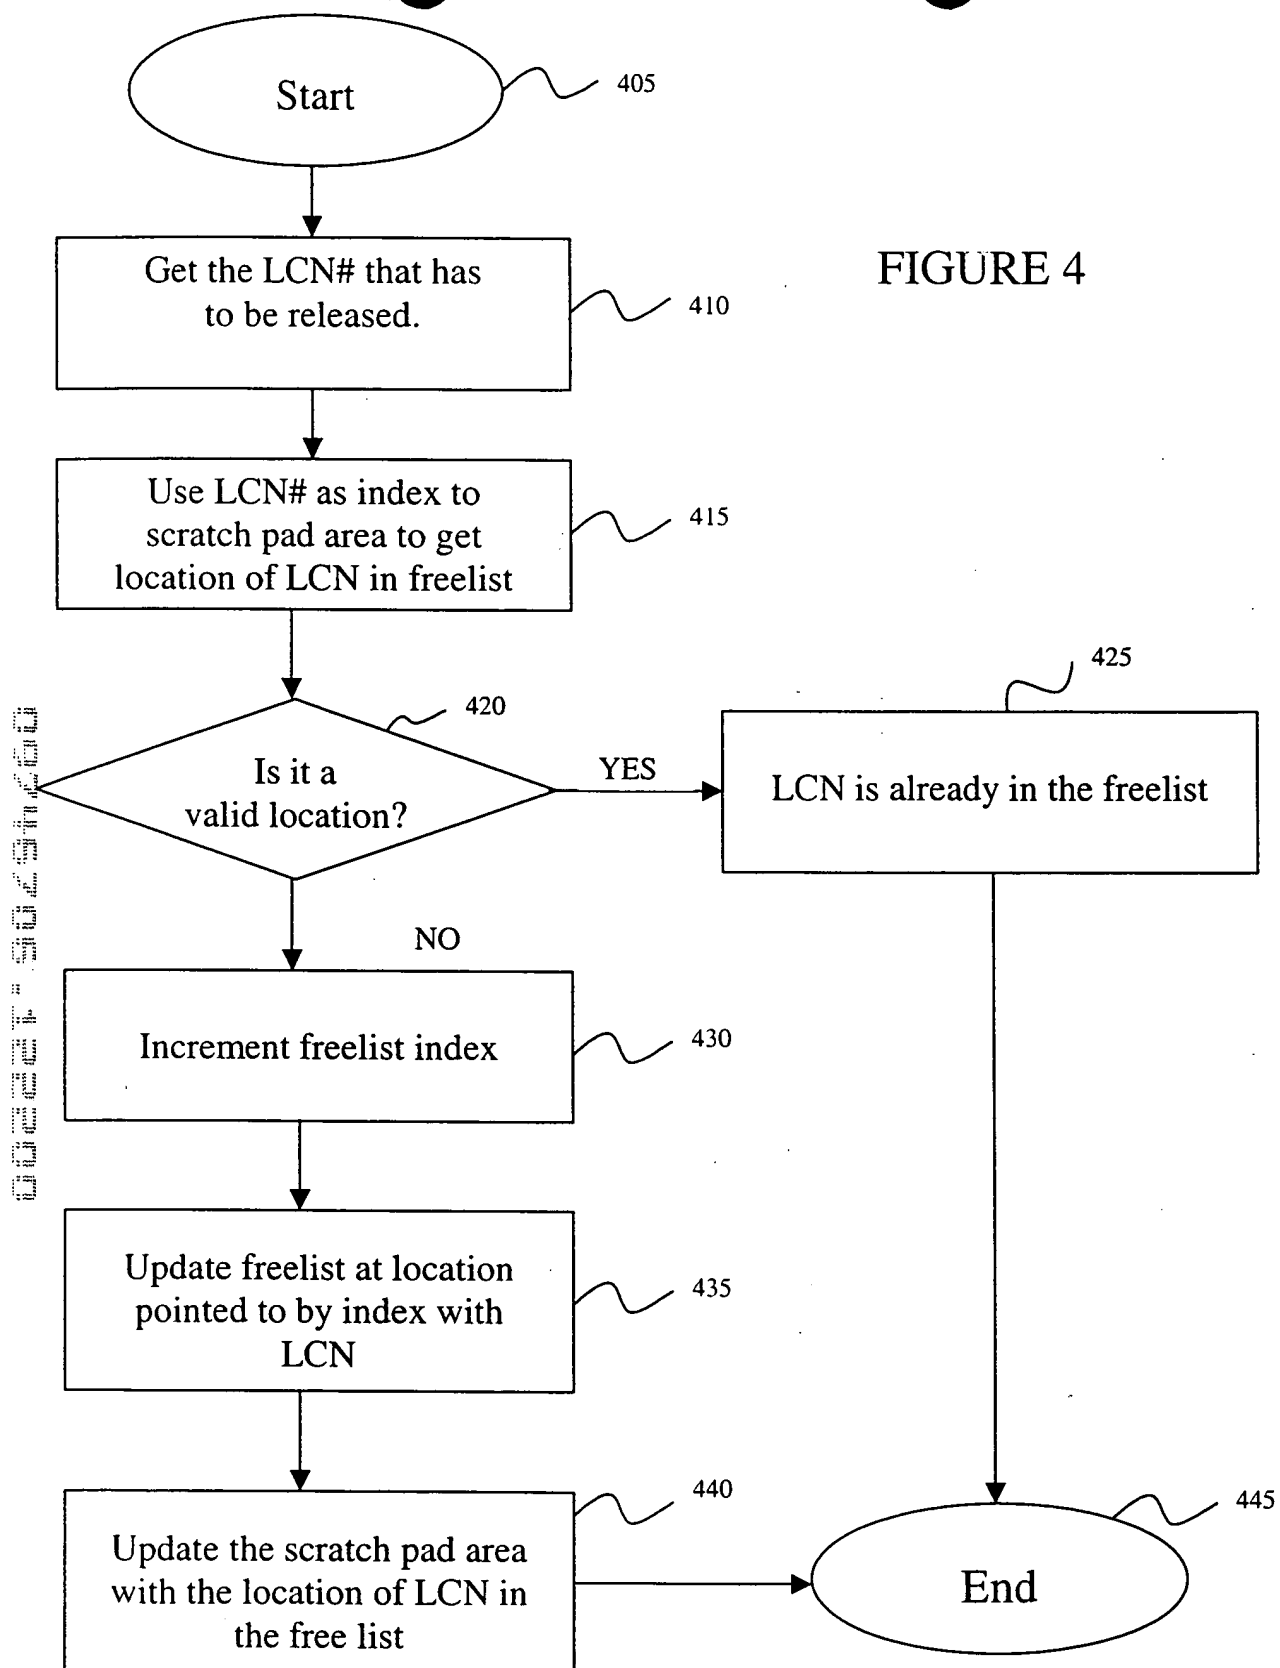 Start
405
Get the LCN# that has
to be released.
410
FIGURE 4
Use LCN# as index to
scratch pad area to get
location of LCN in freelist
415
420
Is it a
valid location?
YES
425
LCN is already in the freelist
NO
Increment freelist index
430
Update freelist at location
pointed to by index with
LCN
435
440
Update the scratch pad area
with the location of LCN in
the free list
445
End